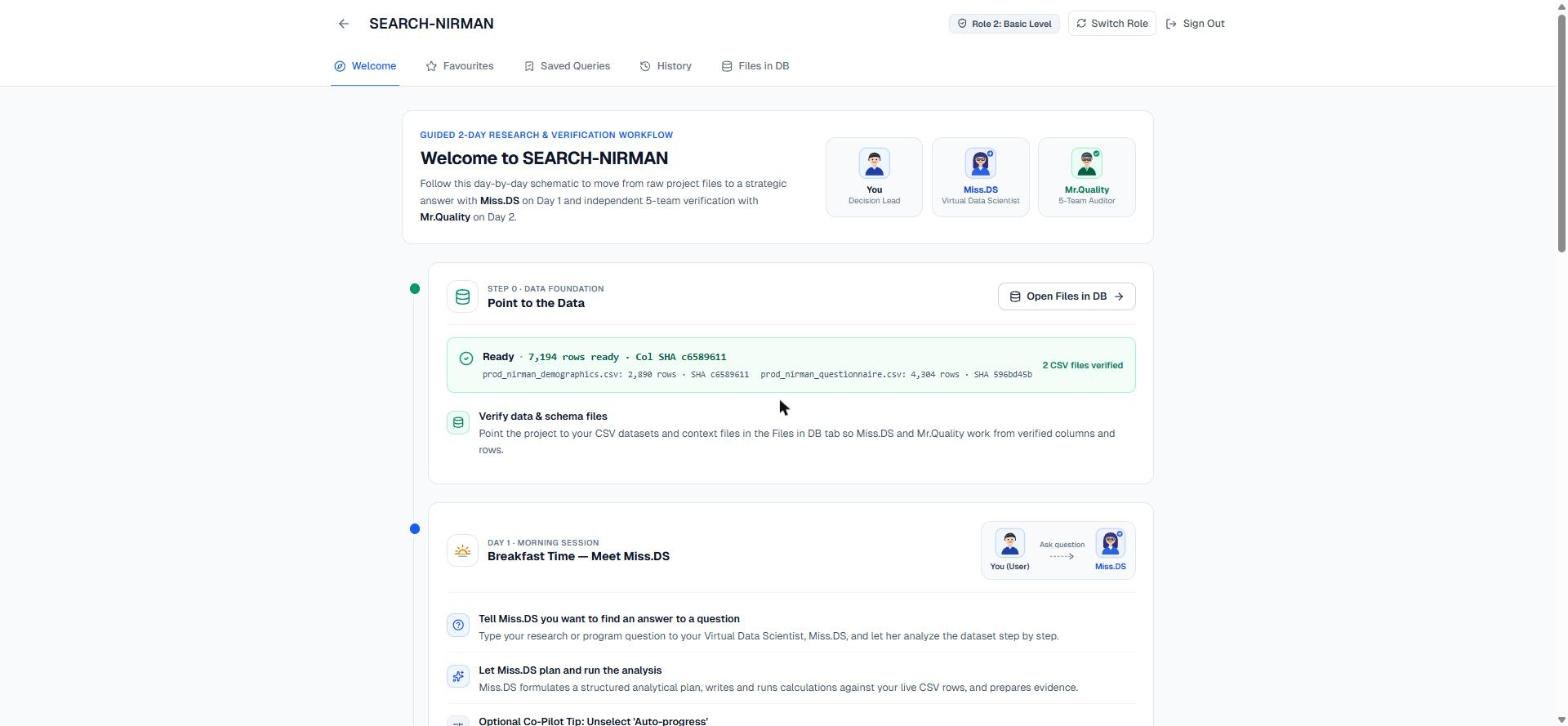 SEARCH-NIRMAN
Role 2: Basic Level
Switch Role
Sign Out
Welcome
Favourites
Saved Queries
History
Files in DB
GUIDED 2-DAY RESEARCH & VERIFICATION WORKFLOW
Welcome to SEARCH-NIRMAN
Follow this day-by-day schematic to move from raw project files to a strategic
answer with Miss.DS on Day 1 and independent 5-team verification with
Mr.Quality on Day 2.
You
Decision Lead
Miss.DS
Virtual Data Scientist
Mr.Quality
5-Team Auditor
STEP 0 · DATA FOUNDATION
Point to the Data
Open Files in DB
Ready · 7,194 rows ready · Col SHA c6589611
prod_nirman_demographics.csv: 2,890 rows · SHA c6589611 prod_nirman_questionnaire.csv: 4,304 rows · SHA 596bd45b
2 CSV files verified
Verify data & schema files
Point the project to your CSV datasets and context files in the Files in DB tab so Miss.DS and Mr.Quality work from verified columns and
rows.
DAY 1 · MORNING SESSION
Breakfast Time — Meet Miss.DS
You (User)
Ask question
Miss.DS
Tell Miss.DS you want to find an answer to a question
Type your research or program question to your Virtual Data Scientist, Miss.DS, and let her analyze the dataset step by step.
Let Miss.DS plan and run the analysis
Miss.DS formulates a structured analytical plan, writes and runs calculations against your live CSV rows, and prepares evidence.
Optional Co-Pilot Tip: Unselect 'Auto-progress'